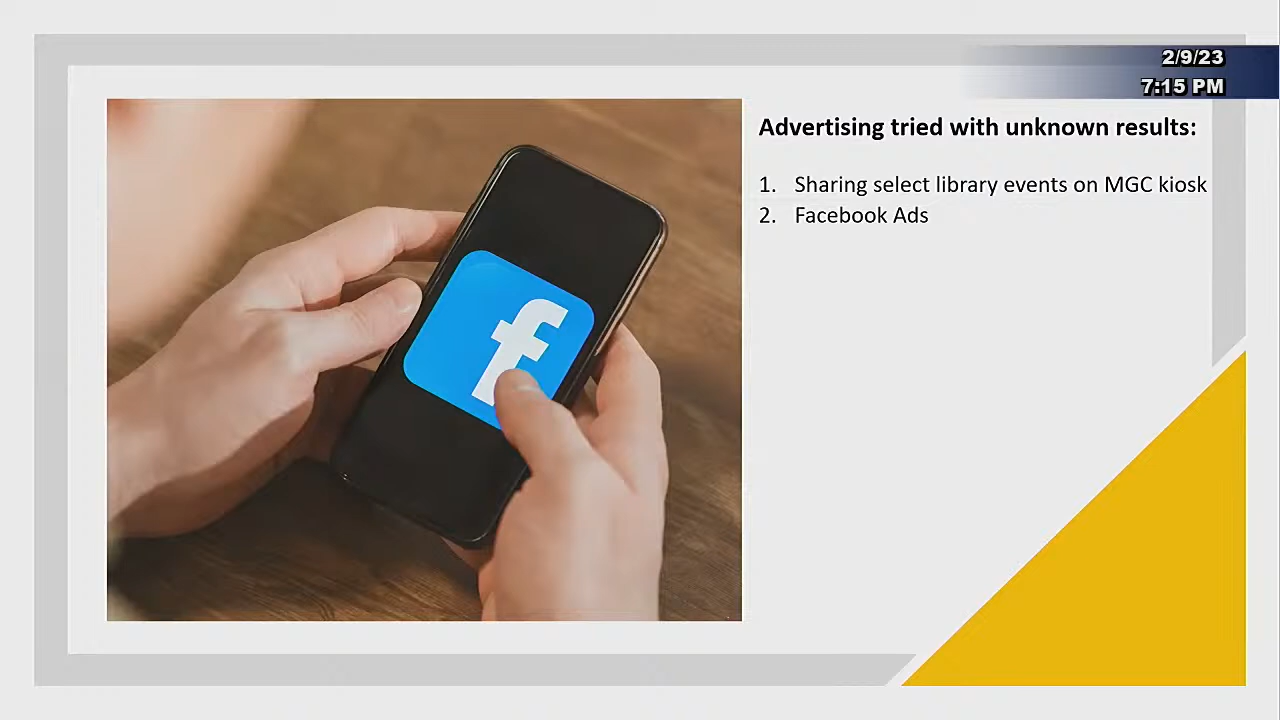 2/9/23
7:15 PM
Advertising tried with unknown results:
1. Sharing select library events on MGC kiosk
2. Facebook Ads
f